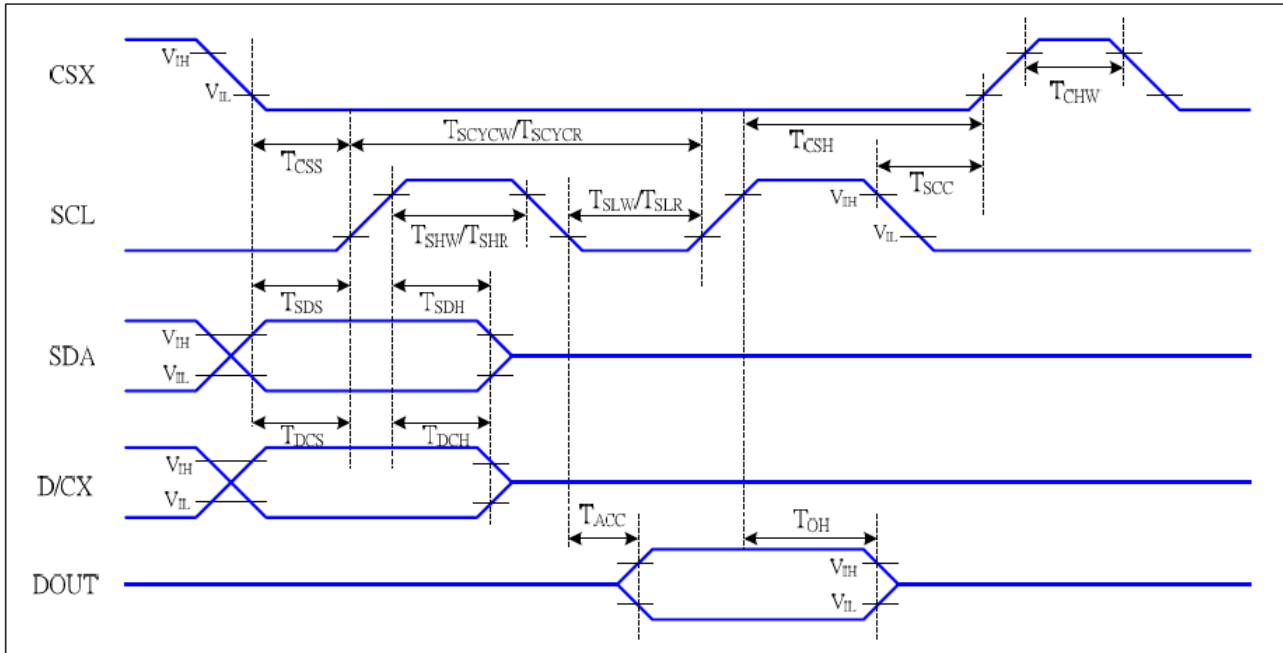 CSX
VIH
VIL
TCHW
TSCYCW/TSCYCR
TCSS
TCSH
TSCC
SCL
TSHW/TSHR
TSLW/TSLR
VIH
VIL
TSDS
TSDH
SDA
VIH
VIL
TDCS
TDCH
D/CX
VIH
VIL
TACC
TOH
DOUT
VIH
VIL